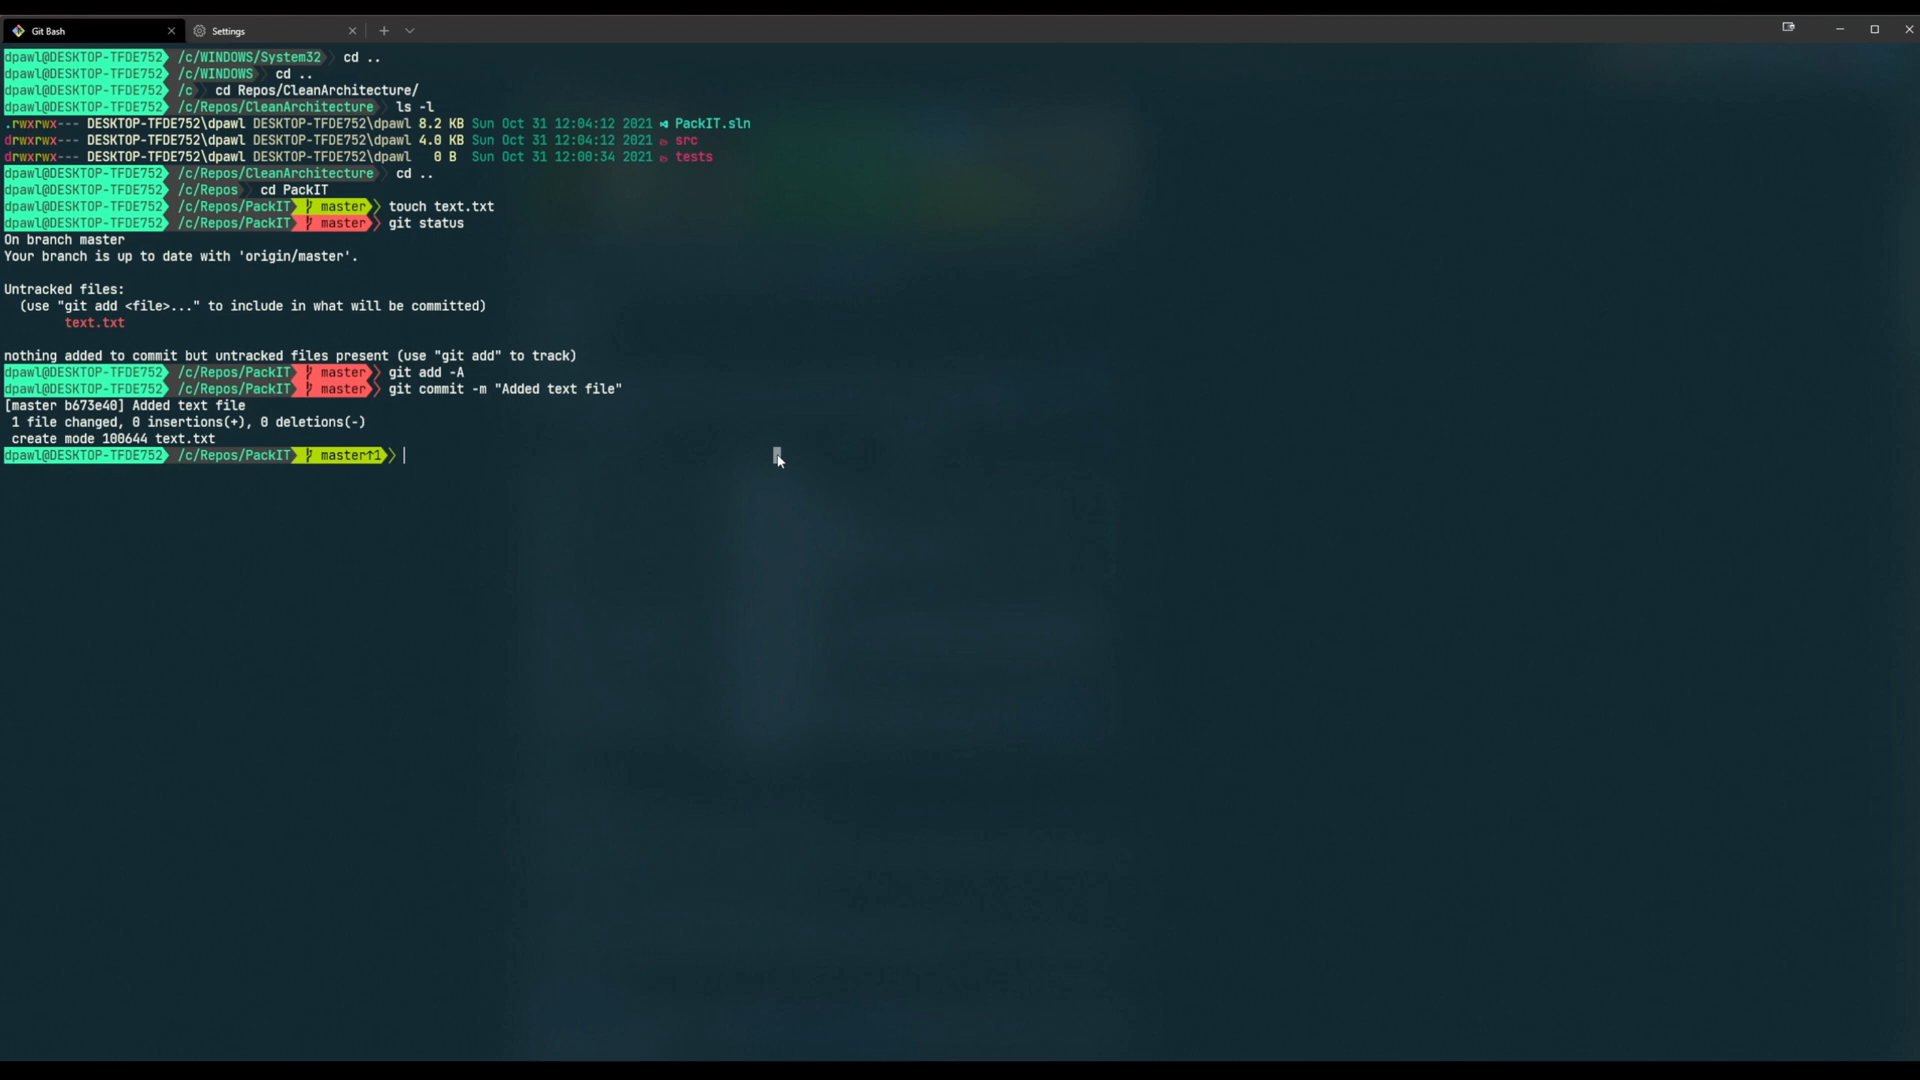 Git Bash
Settings
dpawl@DESKTOP-TFDE752 /c/WINDOWS/System32 cd ..
dpawl@DESKTOP-TFDE752 /c/WINDOWS cd ..
dpawl@DESKTOP-TFDE752 /c cd Repos/CleanArchitecture/
dpawl@DESKTOP-TFDE752 /c/Repos/CleanArchitecture ls -l
.rwxrwx--- DESKTOP-TFDE752\dpawl DESKTOP-TFDE752\dpawl 8.2 KB Sun Oct 31 12:04:12 2021 PackIT.sln
drwxrwx--- DESKTOP-TFDE752\dpawl DESKTOP-TFDE752\dpawl 4.0 KB Sun Oct 31 12:04:12 2021 src
drwxrwx--- DESKTOP-TFDE752\dpawl DESKTOP-TFDE752\dpawl 0 B Sun Oct 31 12:00:34 2021 tests
dpawl@DESKTOP-TFDE752 /c/Repos/CleanArchitecture cd ..
dpawl@DESKTOP-TFDE752 /c/Repos cd PackIT
dpawl@DESKTOP-TFDE752 /c/Repos/PackIT master touch text.txt
dpawl@DESKTOP-TFDE752 /c/Repos/PackIT master git status
On branch master
Your branch is up to date with 'origin/master'.
Untracked files:
(use "git add <file>..." to include in what will be committed)
text.txt
nothing added to commit but untracked files present (use "git add" to track)
dpawl@DESKTOP-TFDE752 /c/Repos/PackIT master git add -A
dpawl@DESKTOP-TFDE752 /c/Repos/PackIT master git commit -m "Added text file"
[master b673e40] Added text file
1 file changed, 0 insertions(+), 0 deletions(-)
create mode 100644 text.txt
dpawl@DESKTOP-TFDE752 /c/Repos/PackIT master↑1